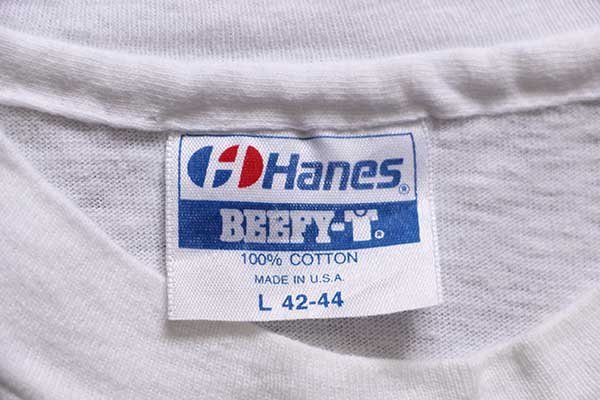 Hanes®
BEEFY-T®
100% COTTON
MADE IN U.S.A.
L 42-44